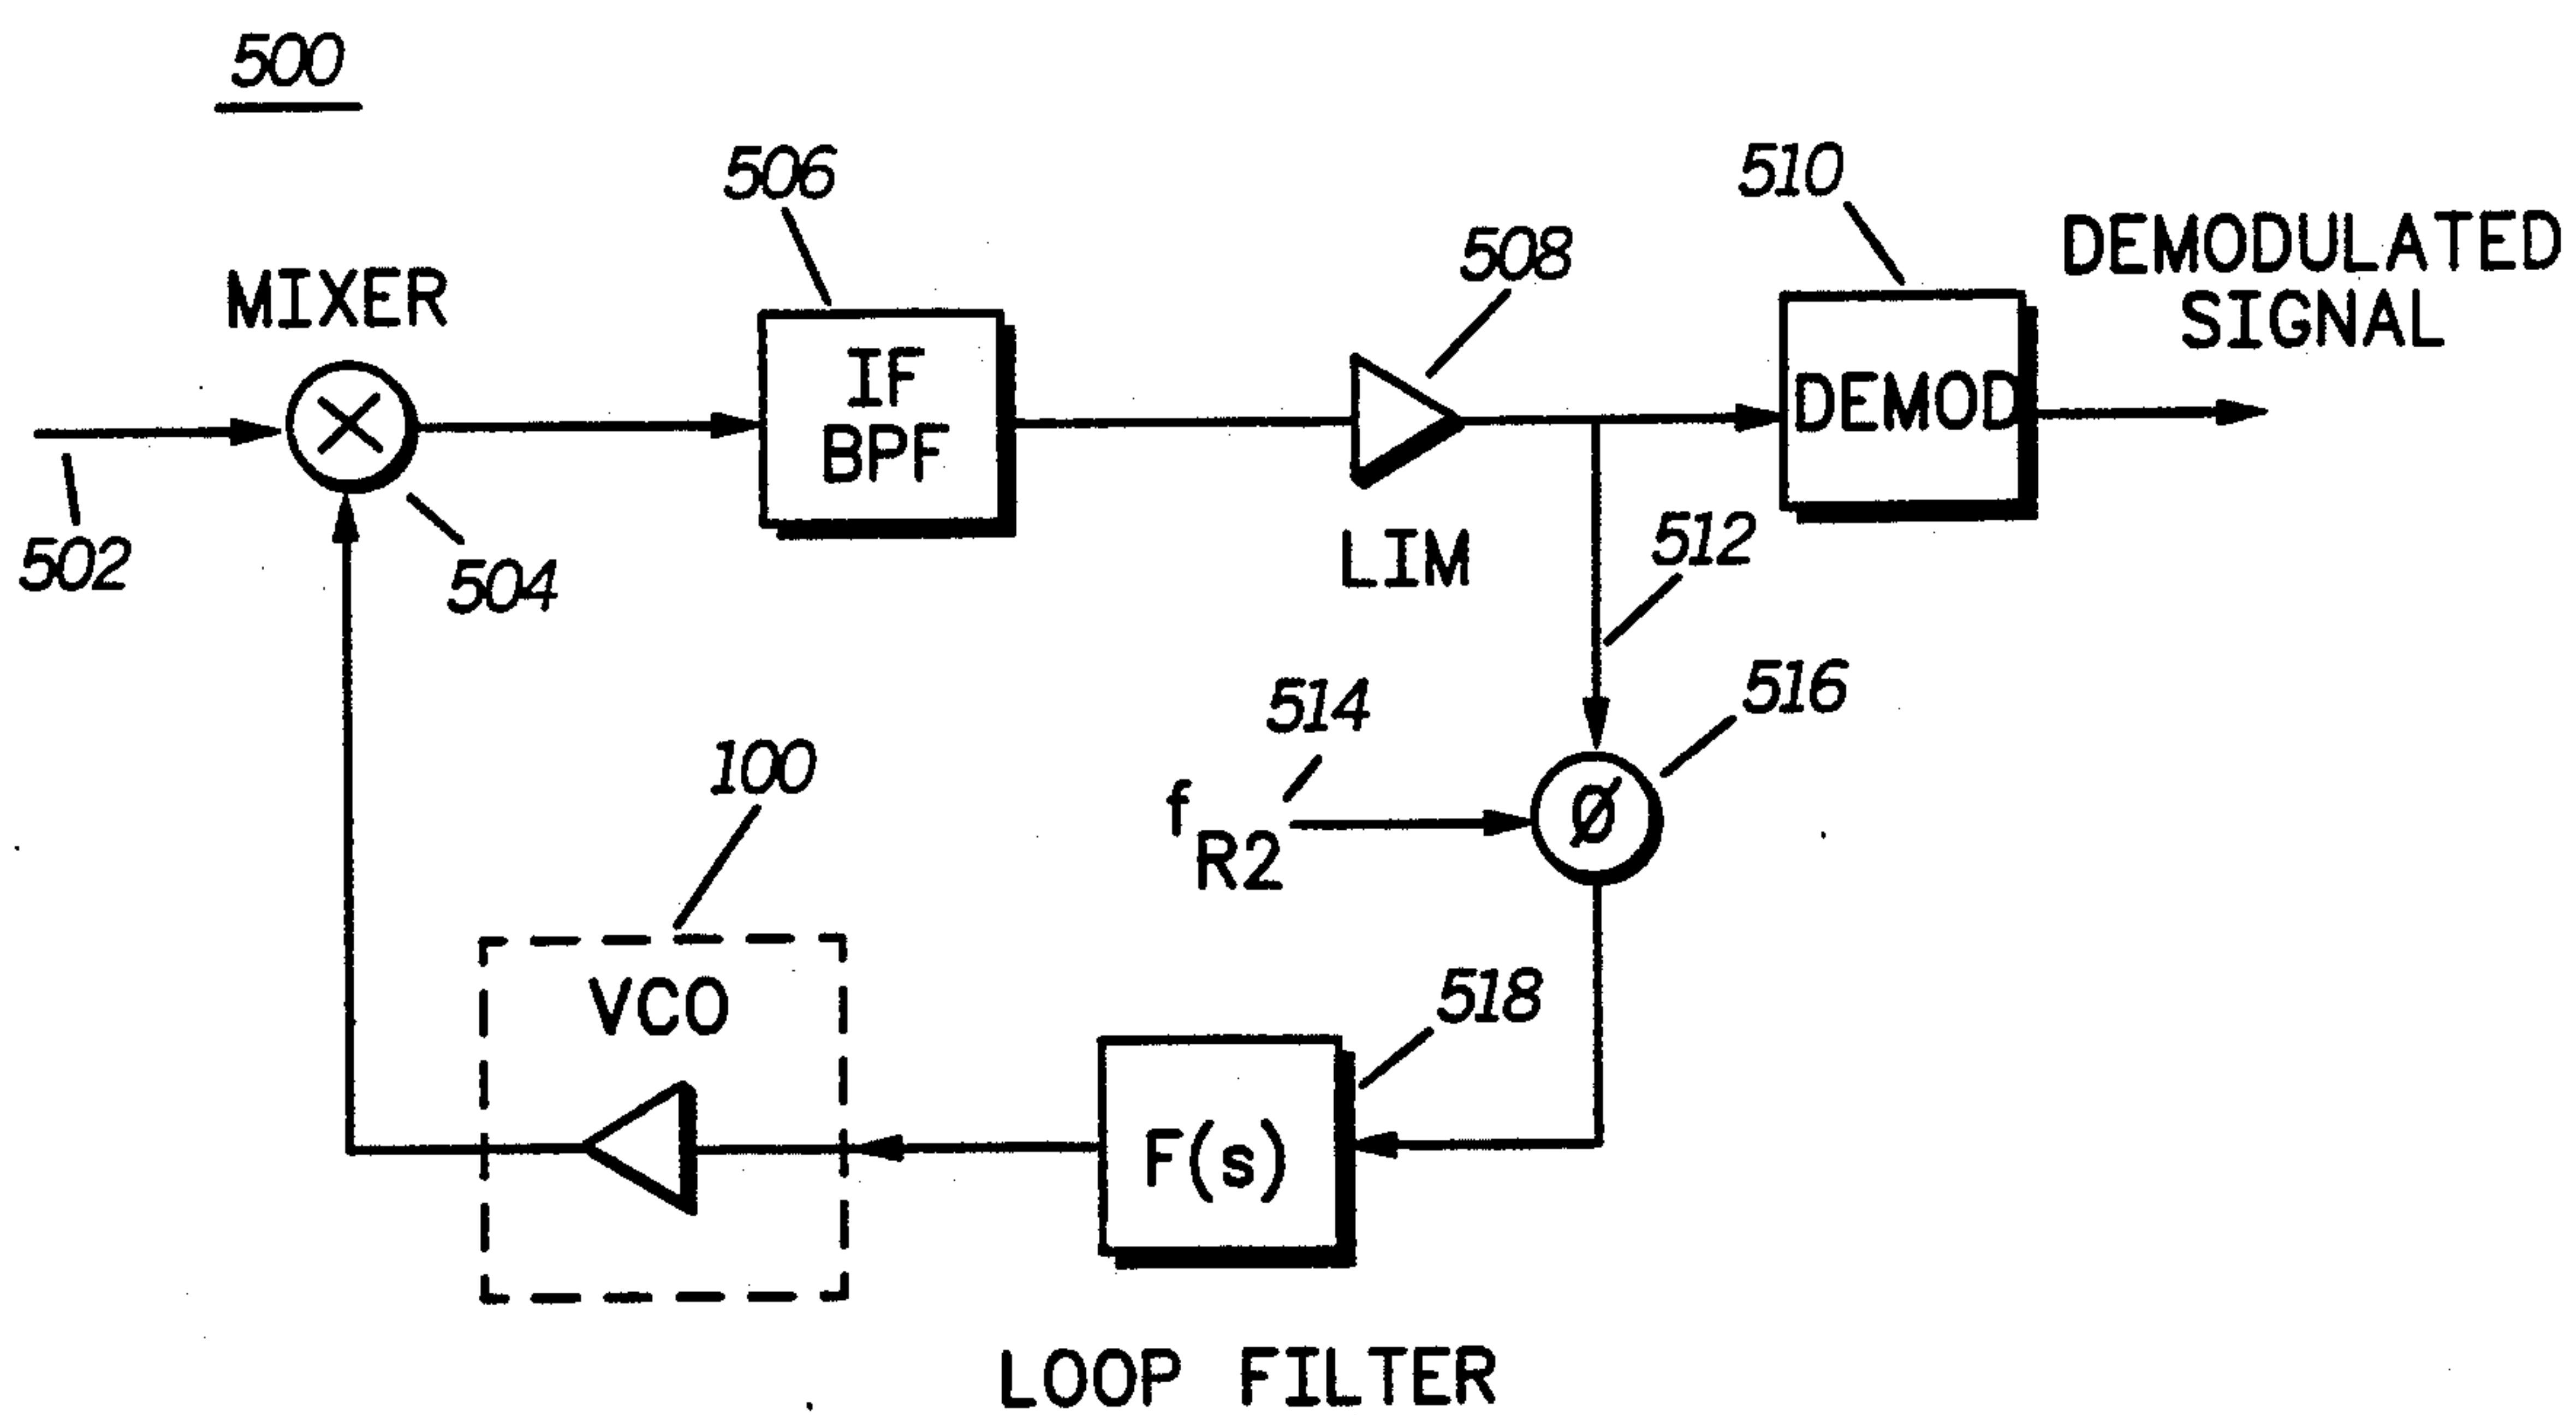 500
506
510
508
DEMODULATED
SIGNAL
MIXER
IF
BPF
DEMOD
502
504
LIM
512
514
516
100
f
R2
Ø
VCO
518
F(s)
LOOP FILTER